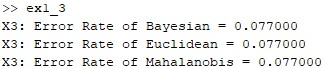 >> ex1_3
X3: Error Rate of Bayesian = 0.077000
X3: Error Rate of Euclidean = 0.077000
X3: Error Rate of Mahalanobis = 0.077000